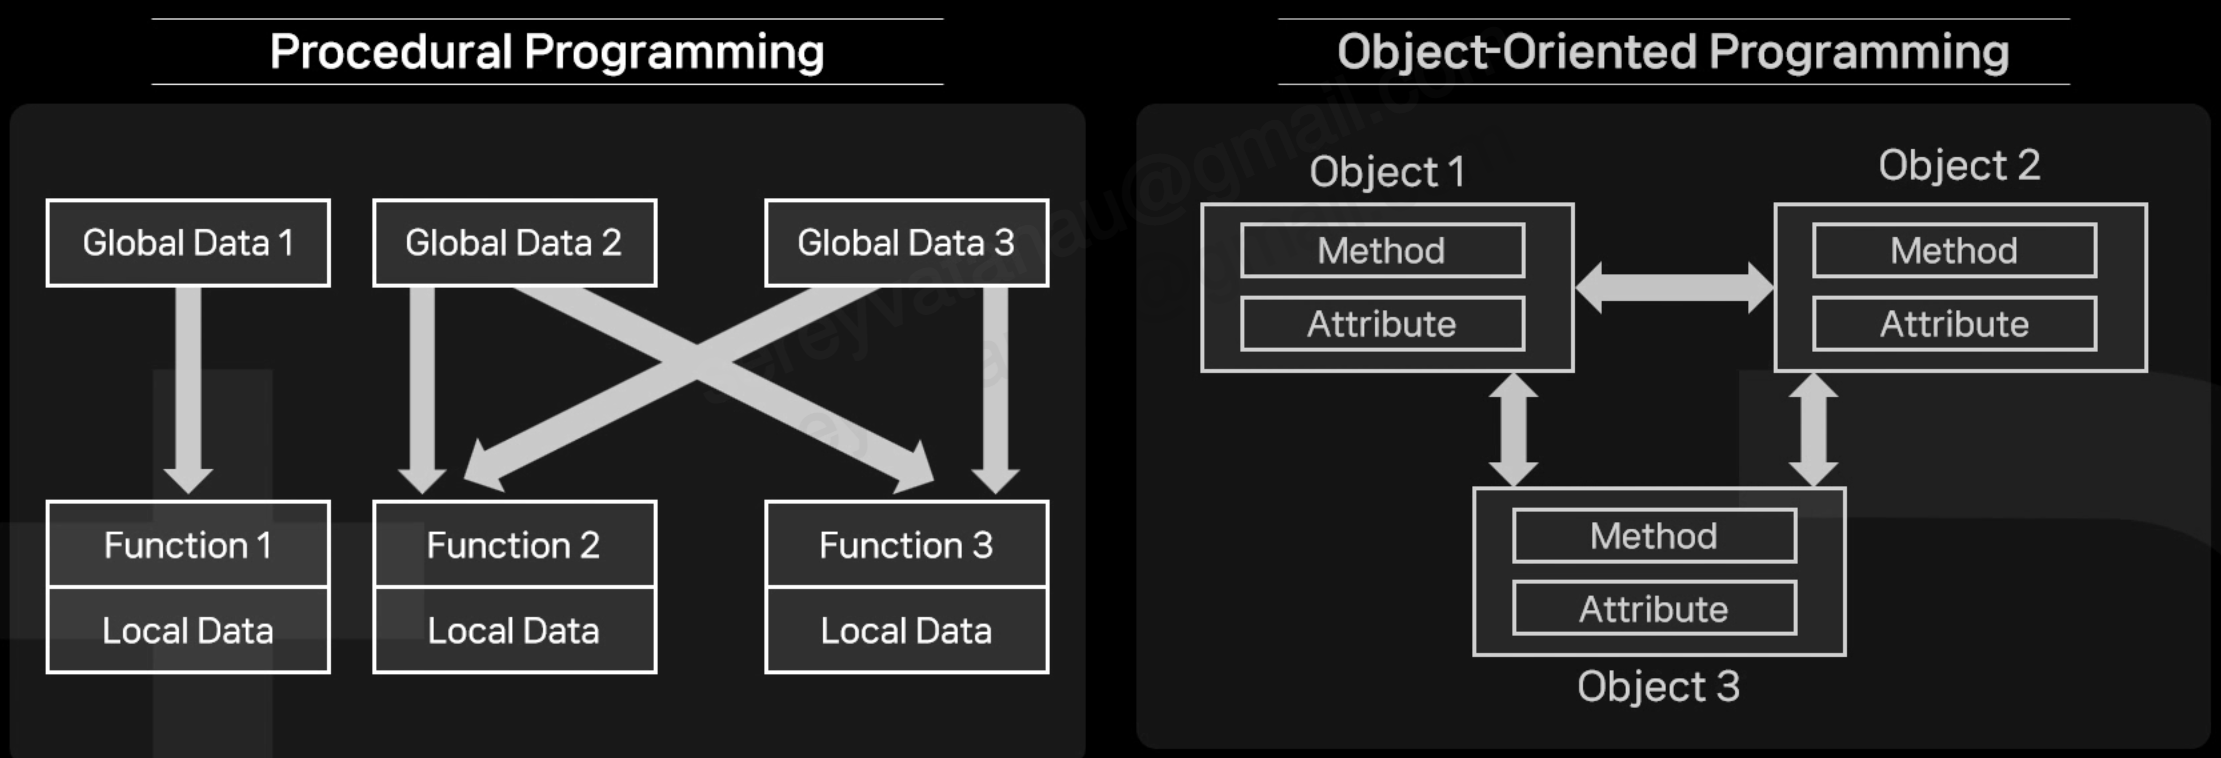 Procedural Programming
Global Data 1
Global Data 2
Global Data 3
Function 1
Function 2
Function 3
Local Data
Local Data
Local Data
Object-Oriented Programming
Object 1
Object 2
Method
Method
Attribute
Attribute
Method
Attribute
Object 3